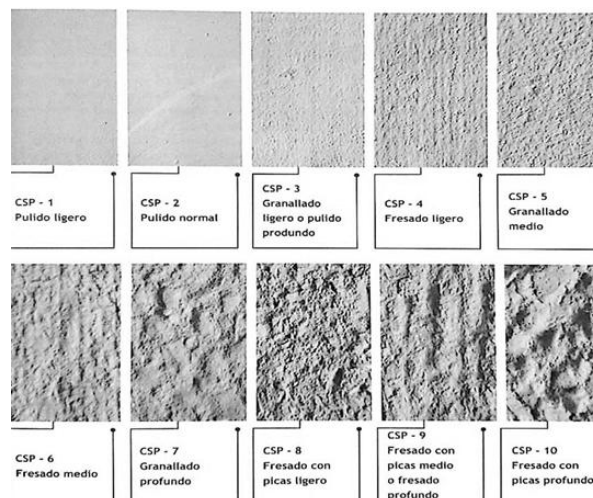 CSP - 1
Pulido ligero
CSP - 2
Pulido normal
CSP - 3
Granallado
ligero o pulido
produndo
CSP - 4
Fresado ligero
CSP - 5
Granallado
medio
CSP - 6
Fresado medio
CSP - 7
Granallado
profundo
CSP - 8
Fresado con
picas ligero
CSP - 9
Fresado con
picas medio
o fresado
profundo
CSP - 10
Fresado con
picas profundo